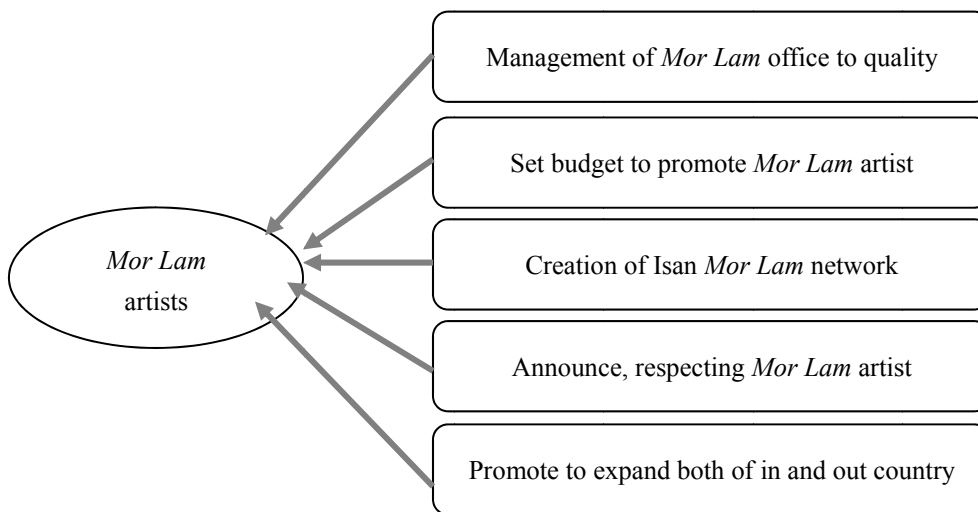 Management of Mor Lam office to quality
Set budget to promote Mor Lam artist
Mor Lam
artists
Creation of Isan Mor Lam network
Announce, respecting Mor Lam artist
Promote to expand both of in and out country